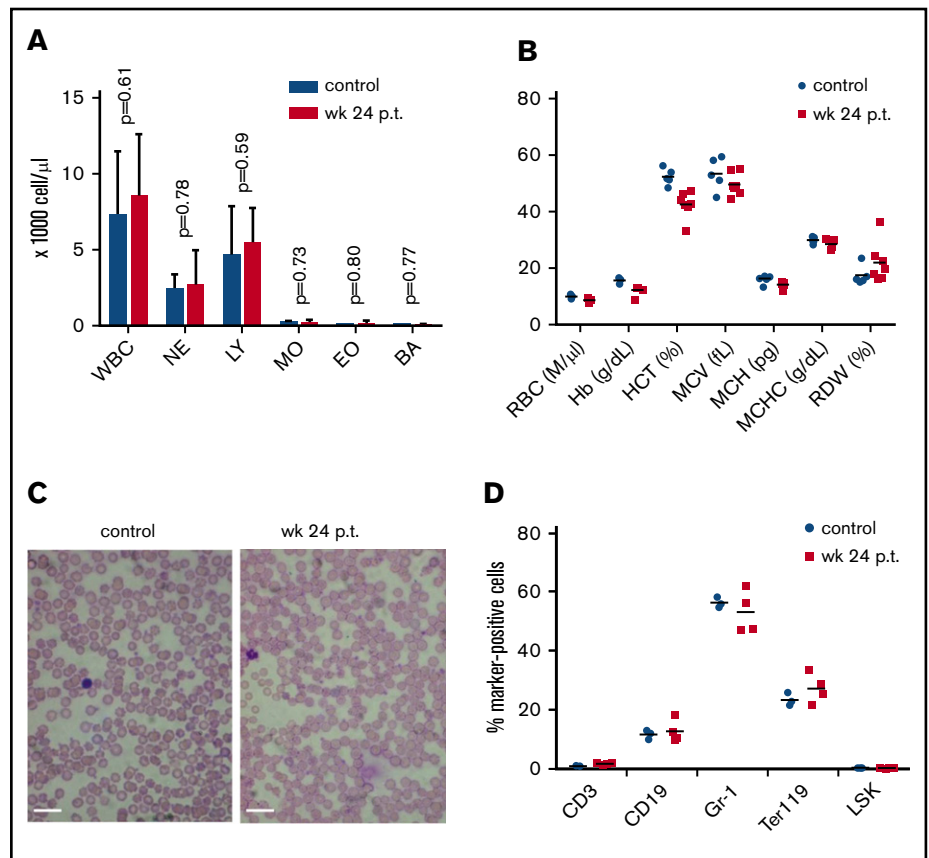 A
x 1000 cell/µl
15
10
5
0
p=0.61
p=0.78
p=0.59
p=0.73
p=0.80
p=0.77
control
wk 24 p.t.
WBC
NE
LY
MO
EO
BA
B
80
60
40
20
0
control
wk 24 p.t.
RBC (M/µl)
Hb (g/dL)
HCT (%)
MCV (fL)
MCH (pg)
MCHC (g/dL)
RDW (%)
C
control
wk 24 p.t.
D
% marker-positive cells
80
60
40
20
0
control
wk 24 p.t.
CD3
CD19
Gr-1
Ter119
LSK